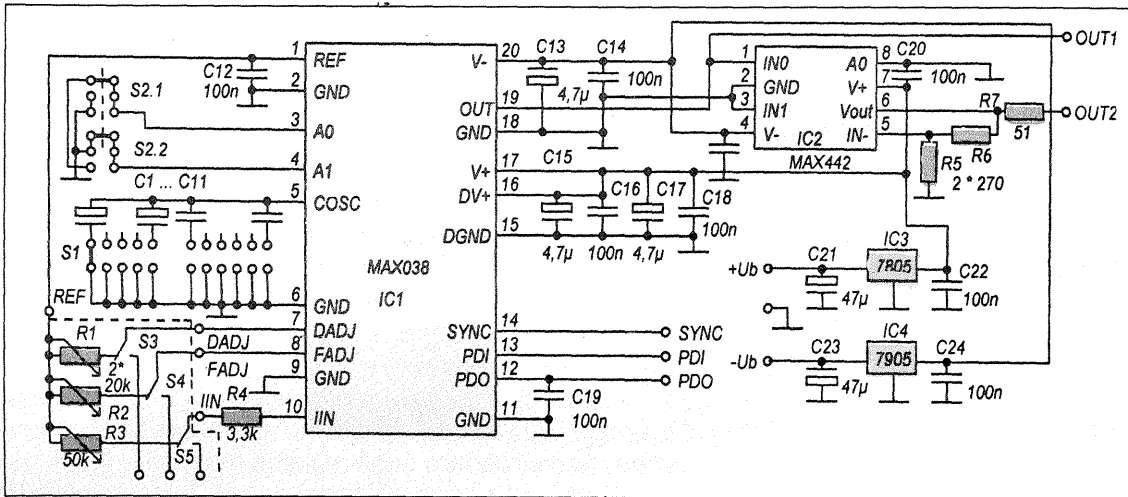 1 REF
C12
100n
2 GND
S2.1
3 A0
S2.2
4 A1
C1 ... C11
5 COSC
S1
MAX038
IC1
REF
6 GND
7 DADJ
R1
S3
DADJ
8 FADJ
2*
20k
S4
FADJ
9 GND
R2
IIN
R4
10 IIN
R3
3,3k
50k
S5
20 V-
C13
C14
4,7µ
100n
19 OUT
18 GND
17 V+
C15
16 DV+
C16
C17
C18
100n
15 DGND
4,7µ
100n
4,7µ
14 SYNC
SYNC
13 PDI
PDI
12 PDO
PDO
C19
100n
11 GND
OUT1
1 IN0
A0 8
C20
100n
2 GND
V+ 7
3 IN1
Vout 6
R7
51
OUT2
4 V-
IN- 5
IC2
MAX442
R6
R5
2 * 270
IC3
+Ub
C21
7805
C22
47µ
100n
IC4
-Ub
C23
7905
C24
47µ
100n